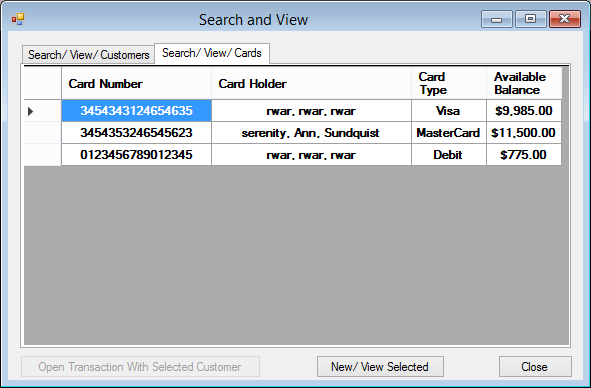 Search and View
Search/ View/ Customers Search/ View/ Cards
Card Number Card Holder Card Type Available Balance
3454343124654635 rwar, rwar, rwar Visa $9,985.00
3454353246545623 serenity, Ann, Sundquist MasterCard $11,500.00
0123456789012345 rwar, rwar, rwar Debit $775.00
Open Transaction With Selected Customer New/ View Selected Close